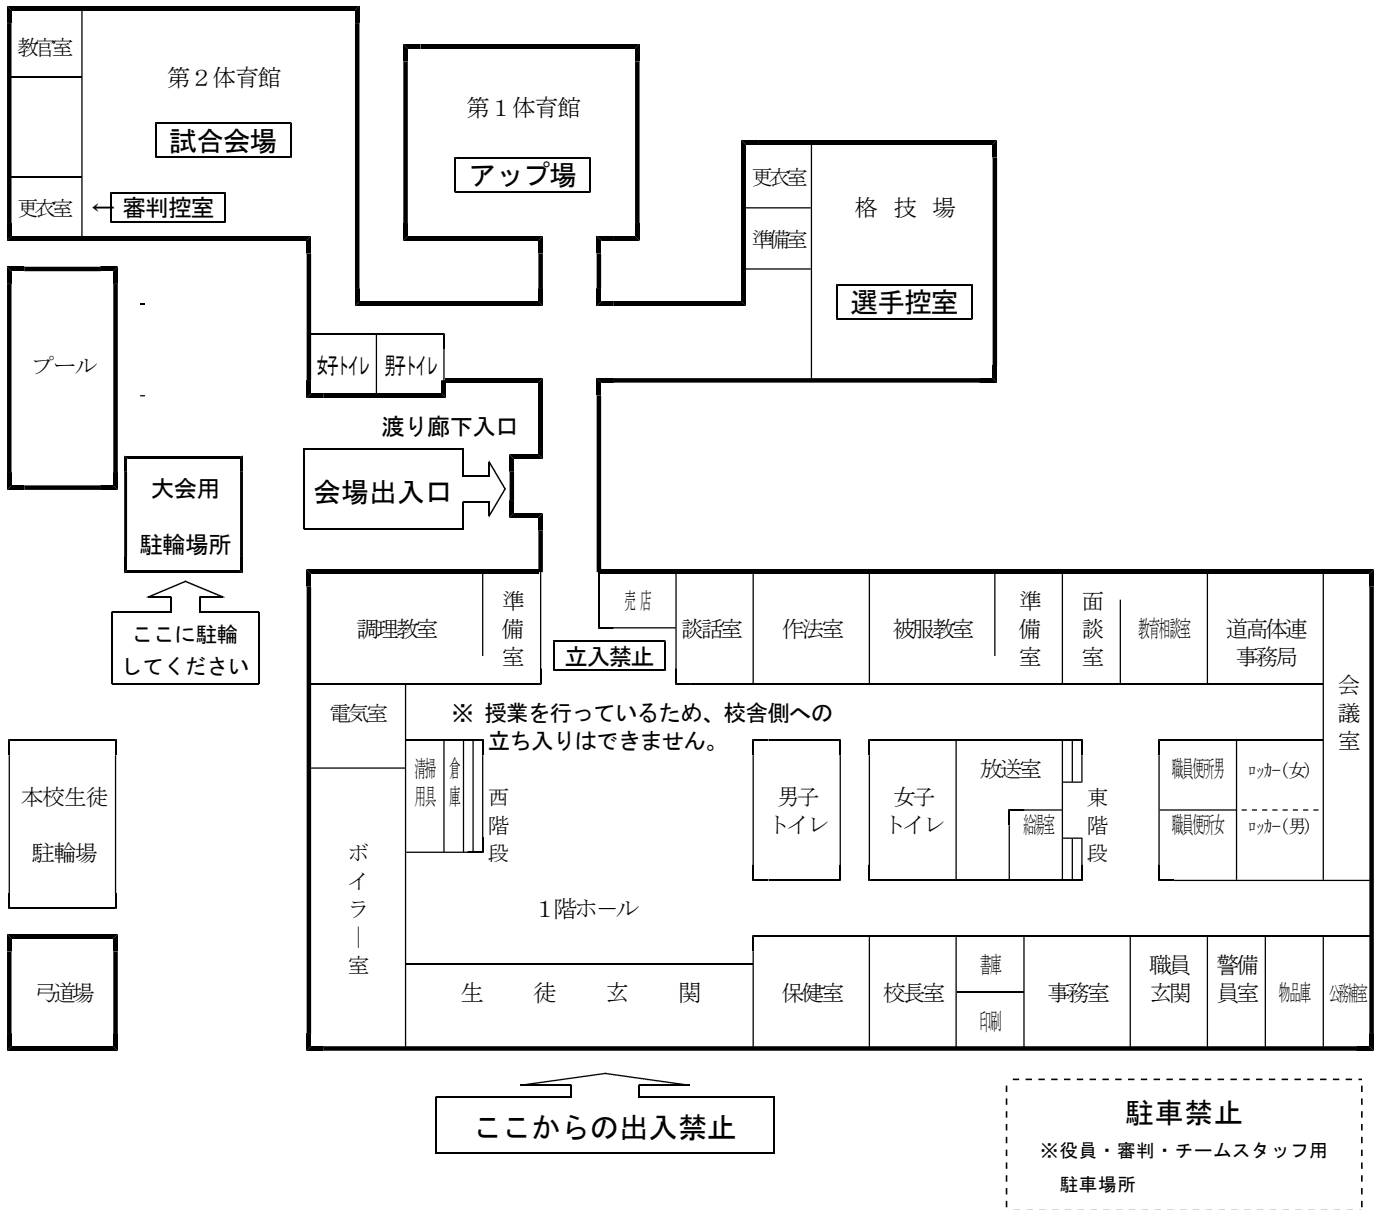 教官室
第２体育館
試合会場
更衣室
←審判控室
第１体育館
アップ場
更衣室
準備室
格技場
選手控室
プール
女子トイレ
男子トイレ
渡り廊下入口
会場出入口
大会用
駐輪場所
ここに駐輪
してください
調理教室
準備室
売店
立入禁止
談話室
作法室
被服教室
準備室
面談室
教育相談室
道高体連
事務局
会議室
電気室
※ 授業を行っているため、校舎側への
立ち入りはできません。
本校生徒
駐輪場
清掃
用具
倉庫
西階段
男子
トイレ
女子
トイレ
放送室
給湯室
東階段
職員便所男
ロッカー(女)
職員便所女
ロッカー(男)
ボイラー室
１階ホール
弓道場
生徒玄関
保健室
校長室
書庫
印刷
事務室
職員
玄関
警備
員室
物品庫
公務補室
ここからの出入禁止
駐車禁止
※役員・審判・チームスタッフ用
駐車場所